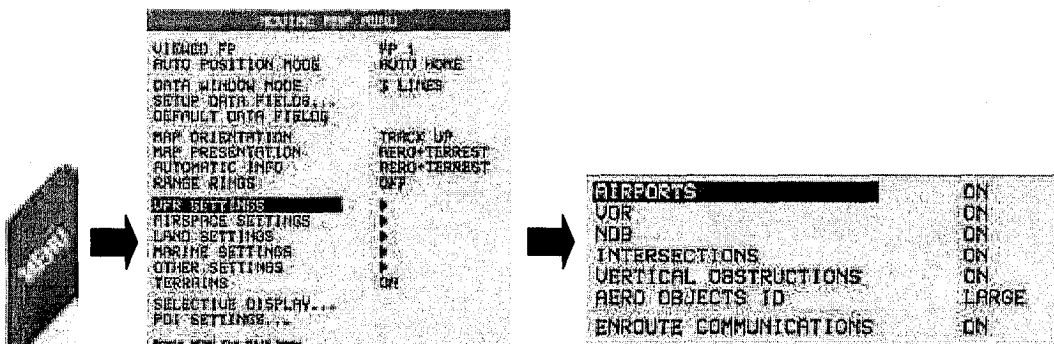 MENU
MOVING MAP MENU
VIEWED FP FP 1
AUTO POSITION MODE AUTO HOME
DATA WINDOW MODE 3 LINES
SETUP DATA FIELDS...
DEFAULT DATA FIELDS
MAP ORIENTATION TRACK UP
MAP PRESENTATION AERO+TERREST
AUTOMATIC INFO AERO+TERREST
RANGE RINGS OFF
VFR SETTINGS
AIRSPACE SETTINGS
LAND SETTINGS
MARINE SETTINGS
OTHER SETTINGS
TERRAINS ON
SELECTIVE DISPLAY...
POI SETTINGS...
AIRPORTS ON
VOR ON
NDB ON
INTERSECTIONS ON
VERTICAL OBSTRUCTIONS ON
AERO OBJECTS ID LARGE
ENROUTE COMMUNICATIONS ON